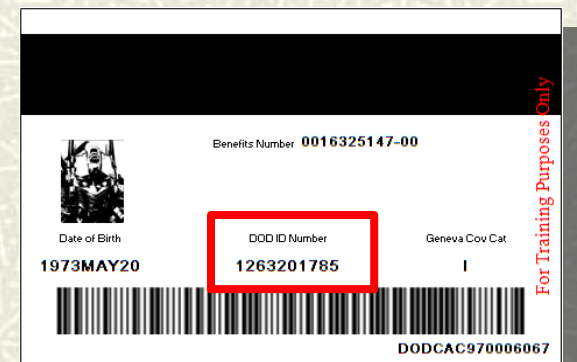 Benefits Number 0016325147-00
Date of Birth
DOD ID Number
Geneva Cov Cat
1973MAY20
1263201785
I
DODCAC970006067
For Training Purposes Only